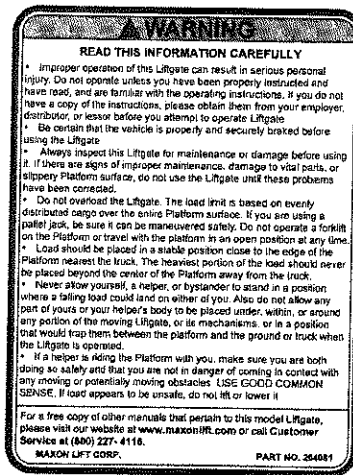 ⚠ WARNING
READ THIS INFORMATION CAREFULLY
• Improper operation of this Liftgate can result in serious personal
injury. Do not operate unless you have been properly instructed and
have read, and are familiar with the operating instructions. If you do not
have a copy of the instructions, please obtain them from your employer,
distributor, or lessor before you attempt to operate Liftgate
• Be certain that the vehicle is properly and securely braked before
using the Liftgate
• Always inspect this Liftgate for maintenance or damage before using
it. If there are signs of improper maintenance, damage to vital parts, or
slippery Platform surface, do not use the Liftgate until these problems
have been corrected.
• Do not overload the Liftgate. The load limit is based on evenly
distributed cargo over the entire Platform surface. If you are using a
pallet jack, be sure it can be maneuvered safely. Do not operate a forklift
on the Platform or travel with the platform in an open position at any time.
• Load should be placed in a stable position close to the edge of the
Platform nearest the truck. The heaviest portion of the load should never
be placed beyond the center of the Platform away from the truck.
• Never allow yourself, a helper, or bystander to stand in a position
where a falling load could land on either of you. Also do not allow any
part of yours or your helper's body to be placed under, within, or around
any portion of the moving Liftgate, or its mechanisms, or in a position
that would trap them between the platform and the ground or truck when
the Liftgate is operated.
• If a helper is riding the Platform with you, make sure you are both
doing so safely and that you are not in danger of coming in contact with
any moving or potentially moving obstacles. USE GOOD COMMON
SENSE. If load appears to be unsafe, do not lift or lower it
For a free copy of other manuals that pertain to this model Liftgate,
please visit our website at www.maxonlift.com or call Customer
Service at (800) 227-4116.
MAXON LIFT CORP. PART NO. 264081